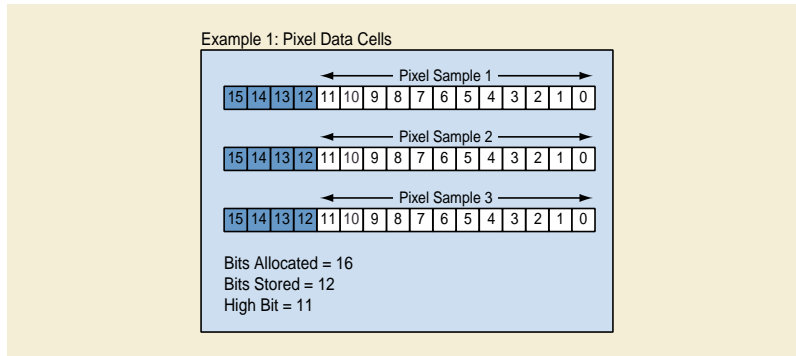 Example 1: Pixel Data Cells
Pixel Sample 1
15 14 13 12 11 10 9 8 7 6 5 4 3 2 1 0
Pixel Sample 2
15 14 13 12 11 10 9 8 7 6 5 4 3 2 1 0
Pixel Sample 3
15 14 13 12 11 10 9 8 7 6 5 4 3 2 1 0
Bits Allocated = 16
Bits Stored = 12
High Bit = 11